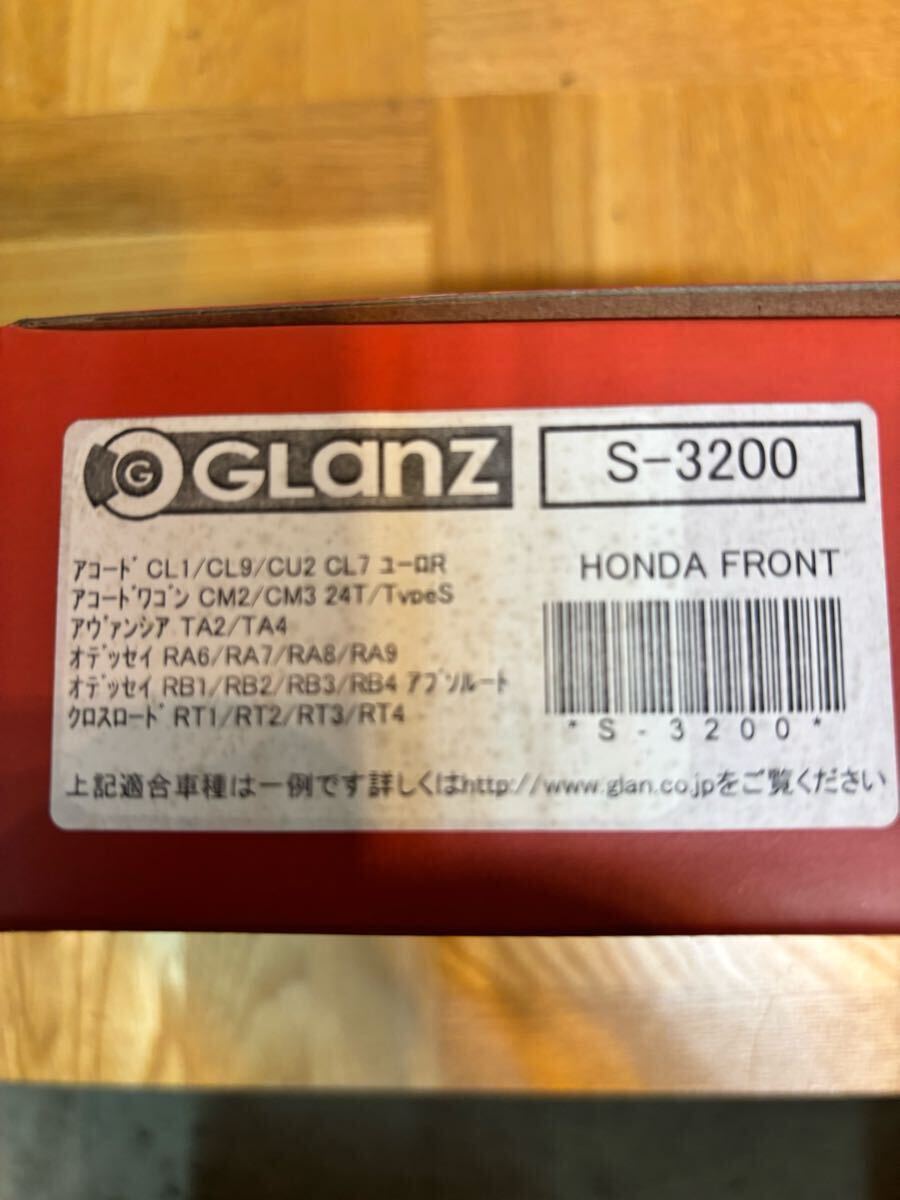 G GLanz
S-3200
HONDA FRONT
ｱｺｰﾄﾞ CL1/CL9/CU2 CL7 ﾕｰﾛR
ｱｺｰﾄﾞﾜｺﾞﾝ CM2/CM3 24T/TypeS
ｱｳﾞｧﾝｼｱ TA2/TA4
ｵﾃﾞｯｾｲ RA6/RA7/RA8/RA9
ｵﾃﾞｯｾｲ RB1/RB2/RB3/RB4 ｱﾌﾞｿﾙｰﾄ
ｸﾛｽﾛｰﾄﾞ RT1/RT2/RT3/RT4
*S-3200*
上記適合車種は一例です詳しくはhttp://www.glan.co.jpをご覧ください